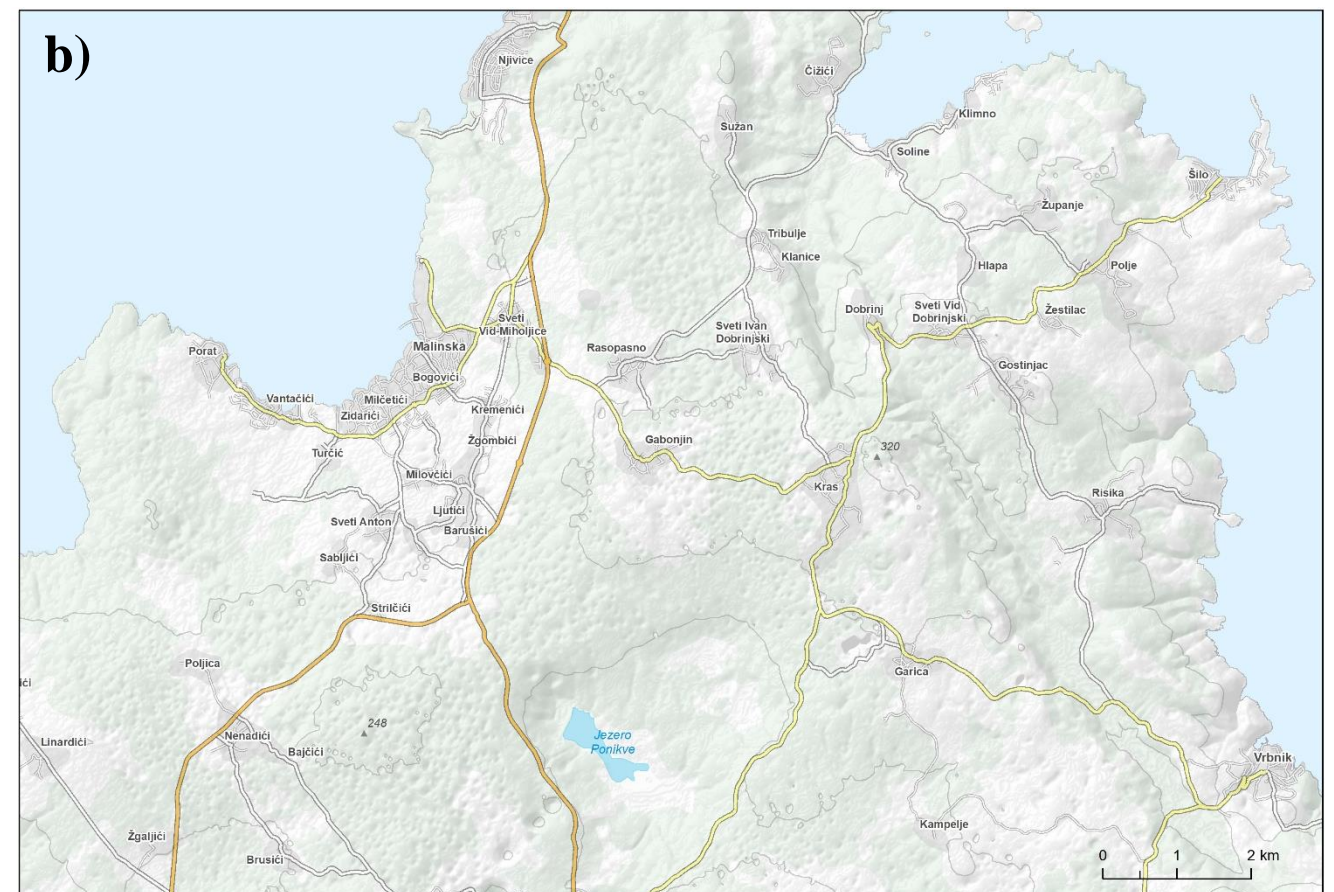 b)
Njivice
Čižići
Klimno
Sužan
Soline
Šilo
Županje
Tribulje
Klanice
Hlapa
Polje
Dobrinj
Sveti Vid
Dobrinjski
Žestilac
Sveti
Vid-Miholjice
Sveti Ivan
Dobrinjski
Malinska
Rasopasno
Porat
Gostinjac
Bogovići
Vantačići
Milčetići
Zidarići
Kremenići
Žgombići
Gabonjin
320
Turčić
Milovčići
Kras
Risika
Ljutići
Sveti Anton
Barušići
Sabljići
Strilčići
Poljica
Garica
ići
248
Linardići
Nenadići
Bajčići
Jezero
Ponikve
Vrbnik
Žgaljići
Kampelje
Brusići
0 1 2 km